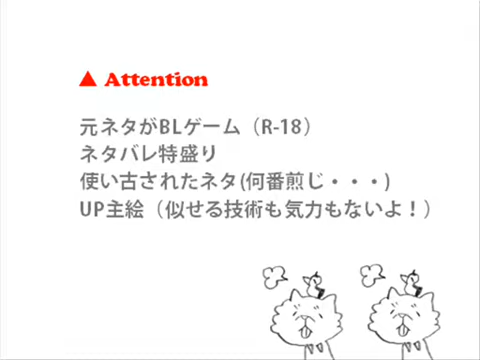 ▲ Attention
元ネタがBLゲーム（R-18）
ネタバレ特盛り
使い古されたネタ(何番煎じ・・・)
UP主絵（似せる技術も気力もないよ！）